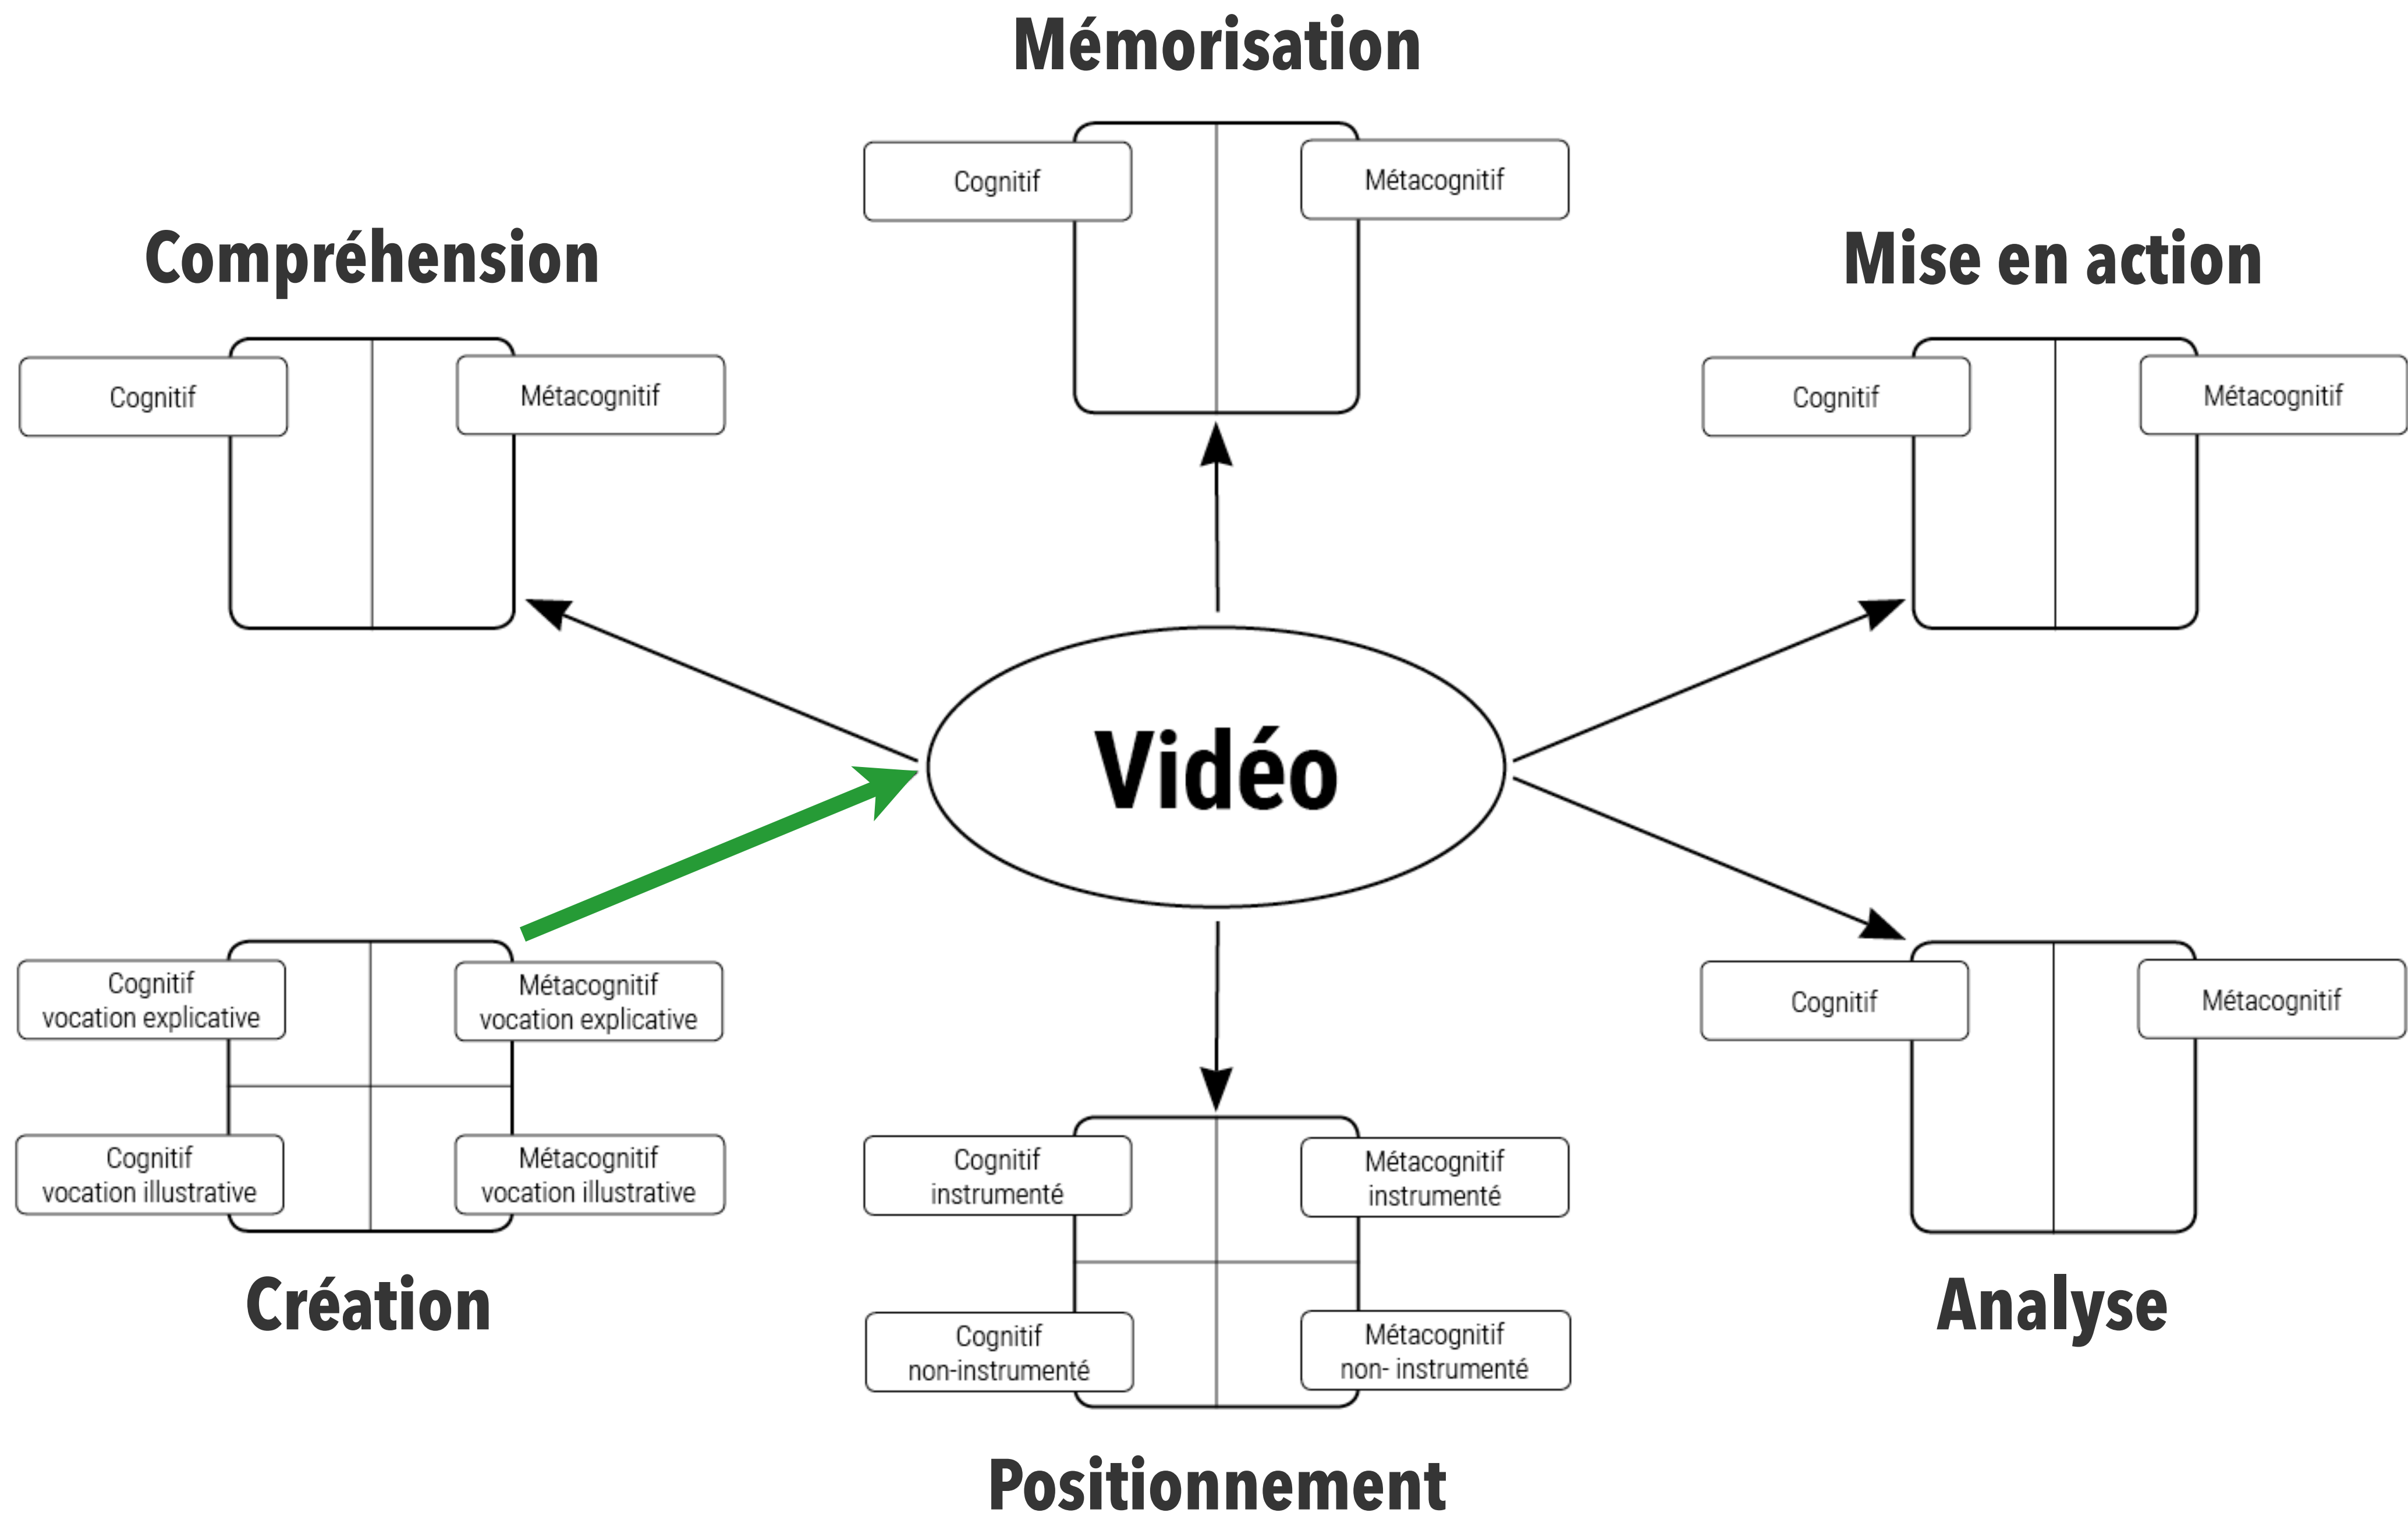 Mémorisation
Cognitif
Métacognitif
Compréhension
Cognitif
Métacognitif
Mise en action
Cognitif
Métacognitif
Vidéo
Cognitif
vocation explicative
Métacognitif
vocation explicative
Cognitif
vocation illustrative
Métacognitif
vocation illustrative
Création
Cognitif
instrumenté
Métacognitif
instrumenté
Cognitif
non-instrumenté
Métacognitif
non- instrumenté
Positionnement
Cognitif
Métacognitif
Analyse